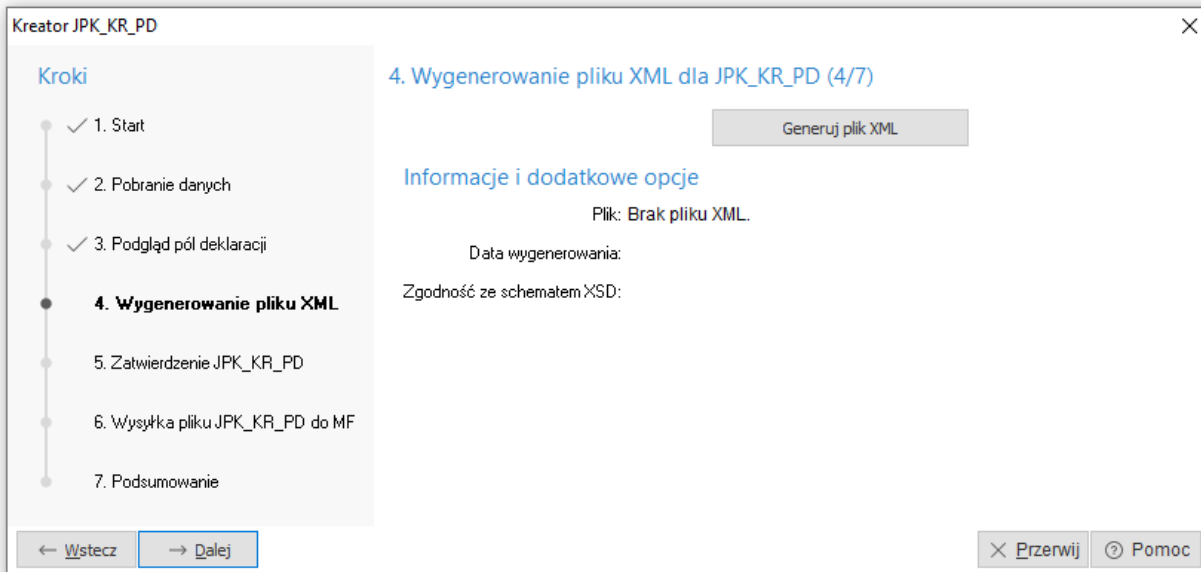 Kreator JPK_KR_PD
Kroki
1. Start
2. Pobranie danych
3. Podgląd pól deklaracji
4. Wygenerowanie pliku XML
5. Zatwierdzenie JPK_KR_PD
6. Wysyłka pliku JPK_KR_PD do MF
7. Podsumowanie
4. Wygenerowanie pliku XML dla JPK_KR_PD (4/7)
Generuj plik XML
Informacje i dodatkowe opcje
Plik: Brak pliku XML.
Data wygenerowania:
Zgodność ze schematem XSD:
Wstecz
Dalej
Przerwij
Pomoc